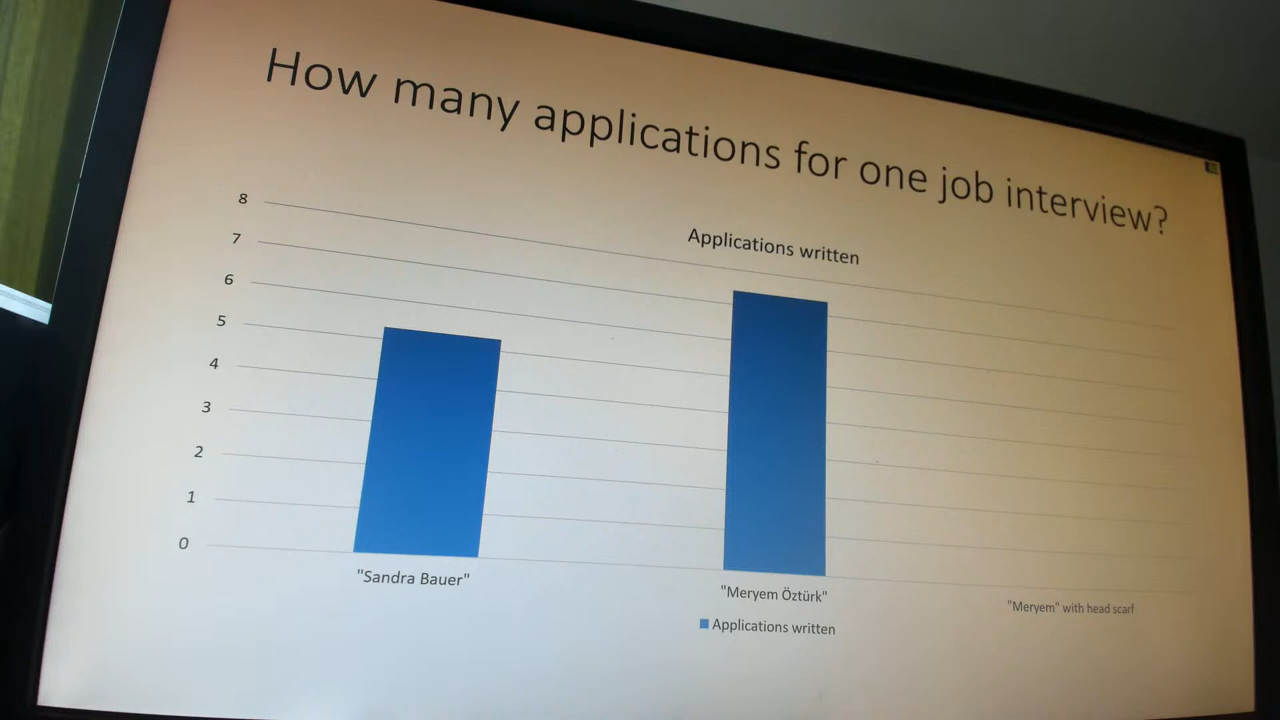 How many applications for one job interview?
Applications written
8
7
6
5
4
3
2
1
0
"Sandra Bauer"
"Meryem Öztürk"
"Meryem" with head scarf
Applications written